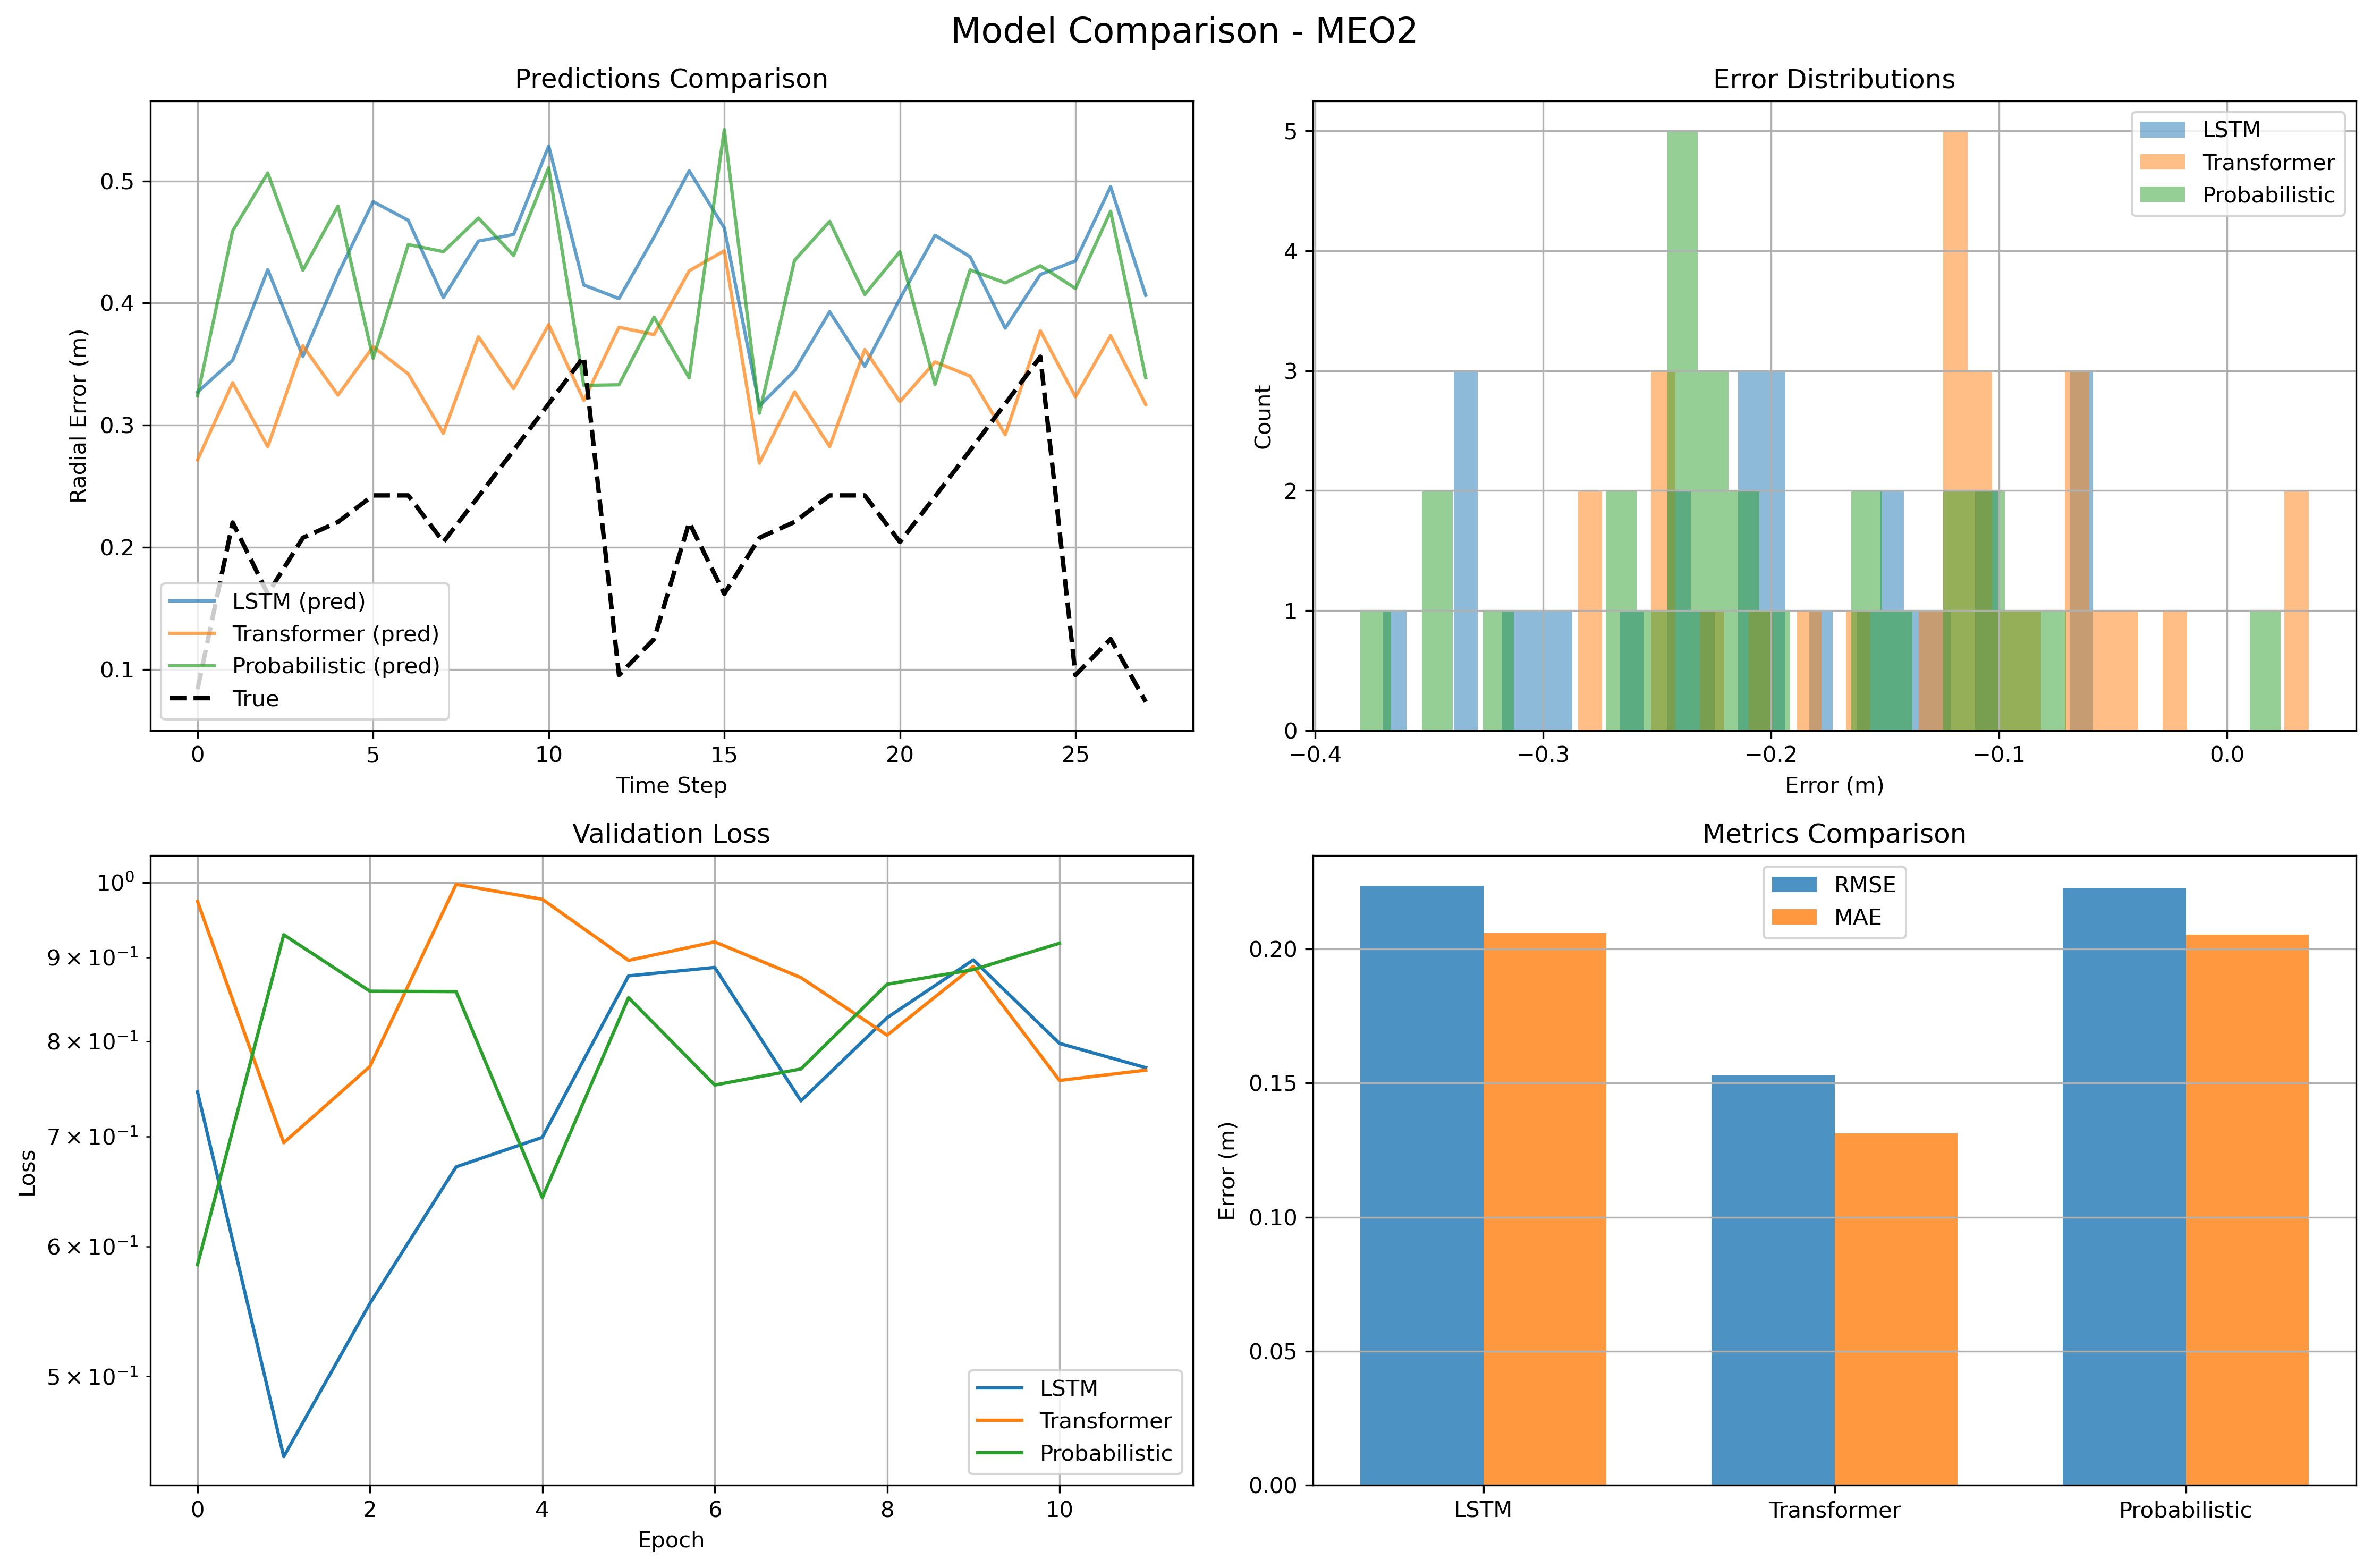 Model Comparison - MEO2
Predictions Comparison
Radial Error (m)
0.5
0.4
0.3
0.2
0.1
LSTM (pred)
Transformer (pred)
Probabilistic (pred)
True
0 5 10 15 20 25
Time Step
Error Distributions
Count
5
4
3
2
1
0
LSTM
Transformer
Probabilistic
−0.4 −0.3 −0.2 −0.1 0.0
Error (m)
Validation Loss
Loss
10⁰
9 × 10⁻¹
8 × 10⁻¹
7 × 10⁻¹
6 × 10⁻¹
5 × 10⁻¹
LSTM
Transformer
Probabilistic
0 2 4 6 8 10
Epoch
Metrics Comparison
Error (m)
RMSE
MAE
0.20
0.15
0.10
0.05
0.00
LSTM Transformer Probabilistic